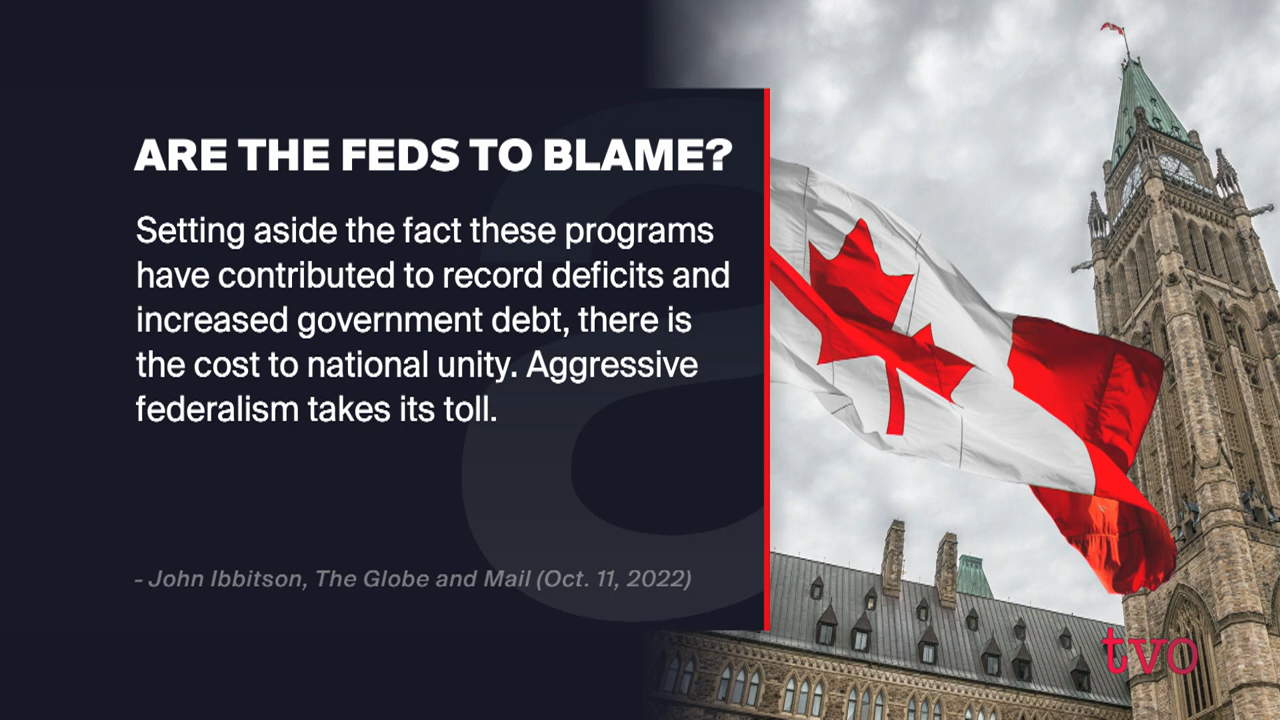 ARE THE FEDS TO BLAME?
Setting aside the fact these programs
have contributed to record deficits and
increased government debt, there is
the cost to national unity. Aggressive
federalism takes its toll.
- John Ibbitson, The Globe and Mail (Oct. 11, 2022)
tvo